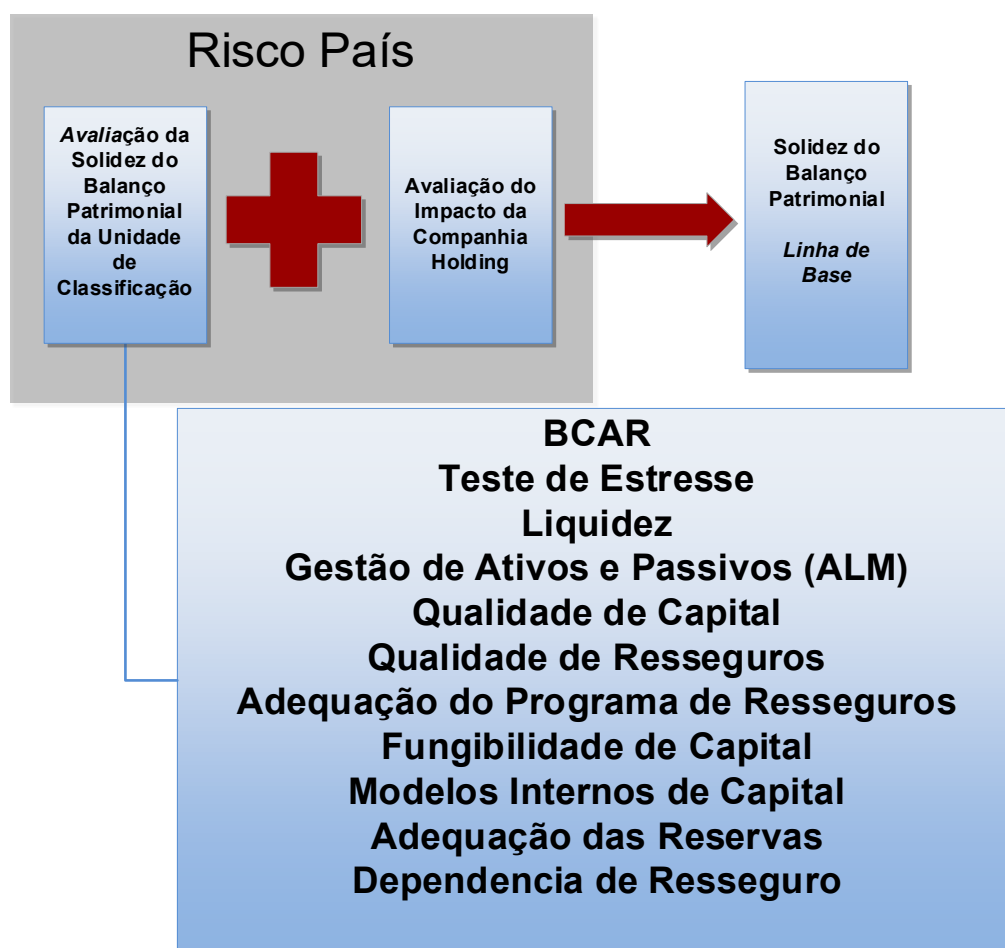 Risco País
Avaliação da
Solidez do
Balanço
Patrimonial
da Unidade
de
Classificação
Avaliação do
Impacto da
Companhia
Holding
Solidez do
Balanço
Patrimonial
Linha de
Base
BCAR
Teste de Estresse
Liquidez
Gestão de Ativos e Passivos (ALM)
Qualidade de Capital
Qualidade de Resseguros
Adequação do Programa de Resseguros
Fungibilidade de Capital
Modelos Internos de Capital
Adequação das Reservas
Dependencia de Resseguro